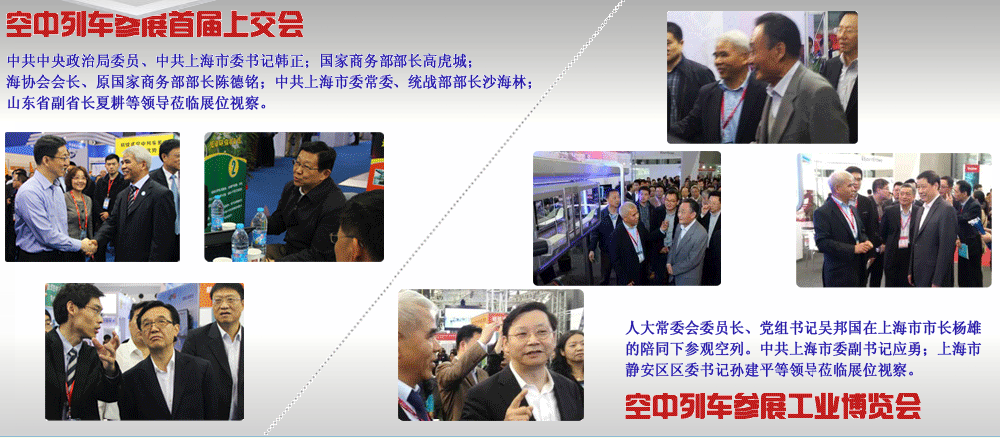 空中列车参展首届上交会
中共中央政治局委员、中共上海市委书记韩正；国家商务部部长高虎城；
海协会会长、原国家商务部部长陈德铭；中共上海市委常委、统战部部长沙海林；
山东省副省长夏耕等领导莅临展位视察。
人大常委会委员长、党组书记吴邦国在上海市市长杨雄
的陪同下参观空列。中共上海市委副书记应勇；上海市
静安区区委书记孙建平等领导莅临展位视察。
空中列车参展工业博览会